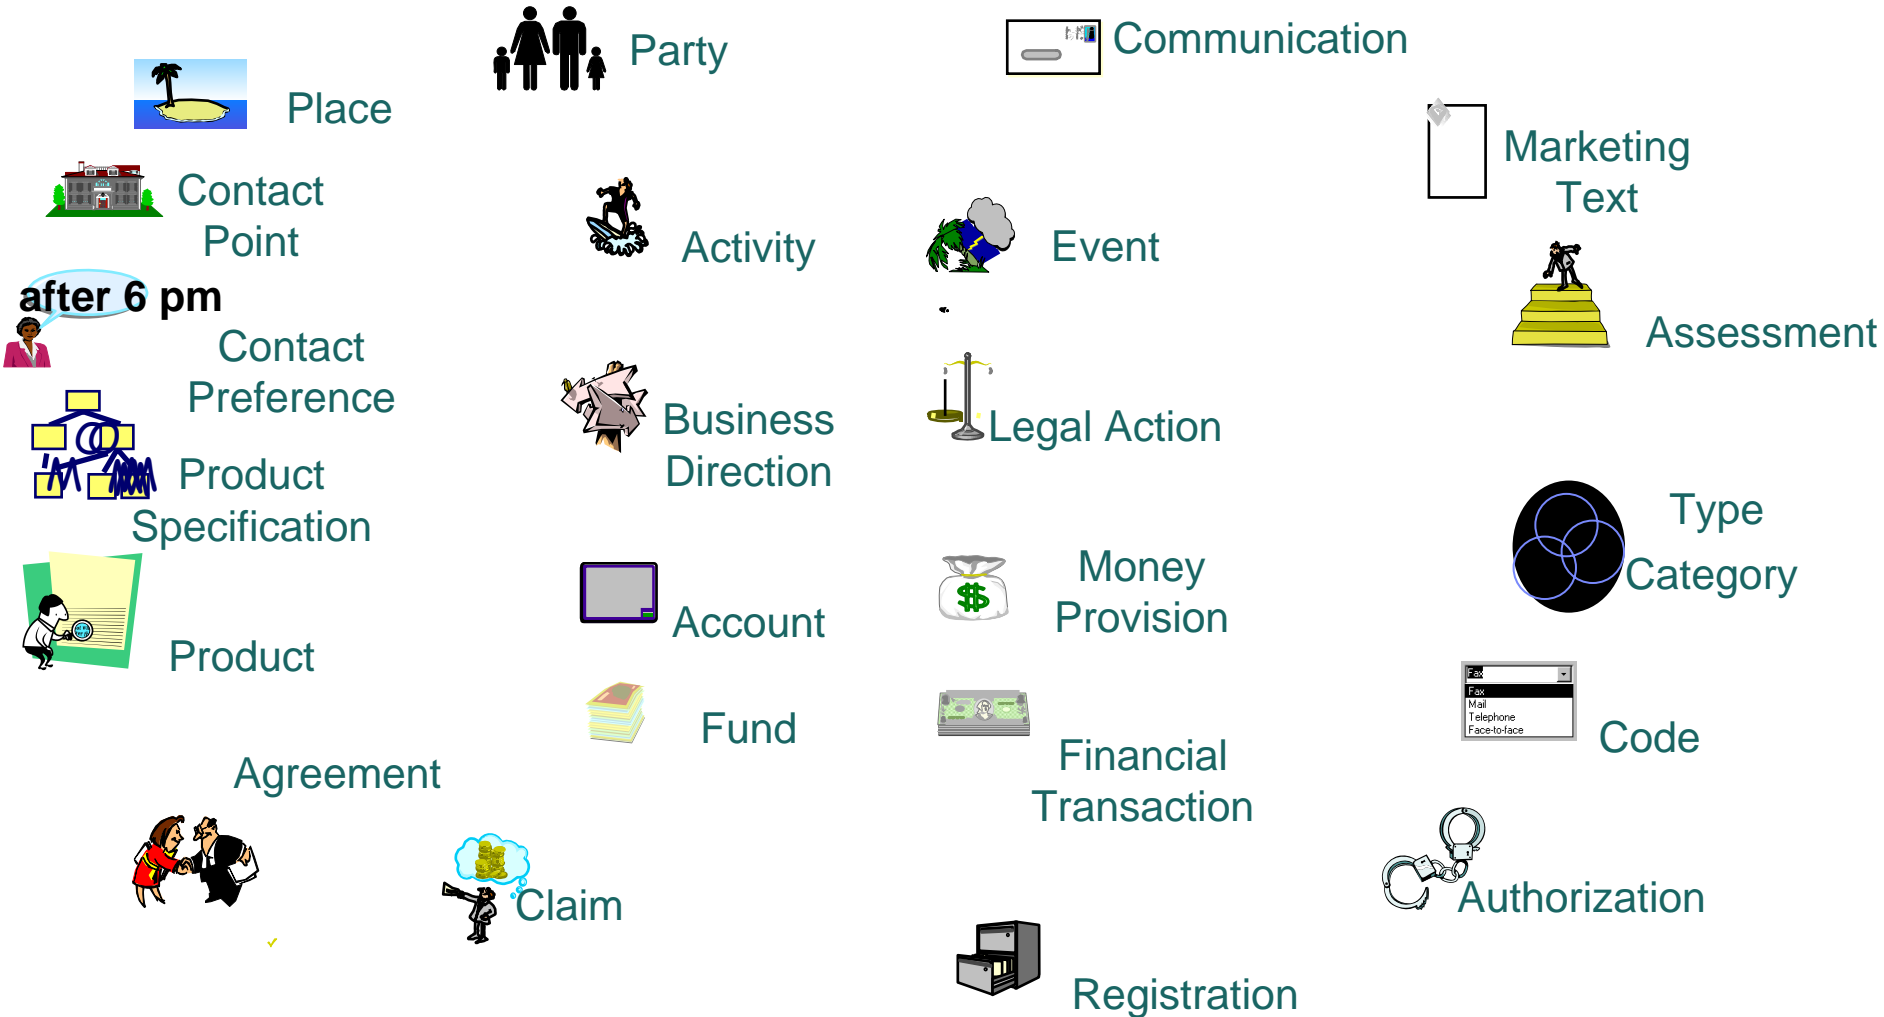 Party
Communication
Place
Marketing
Text
Contact
Point
Activity
Event
after 6 pm
Contact
Preference
Assessment
Business
Direction
Legal Action
Product
Specification
Type
Category
Money
Provision
Account
Product
Fund
Fax
Fax
Mail
Telephone
Face-to-face
Code
Financial
Transaction
Agreement
Claim
Authorization
Registration